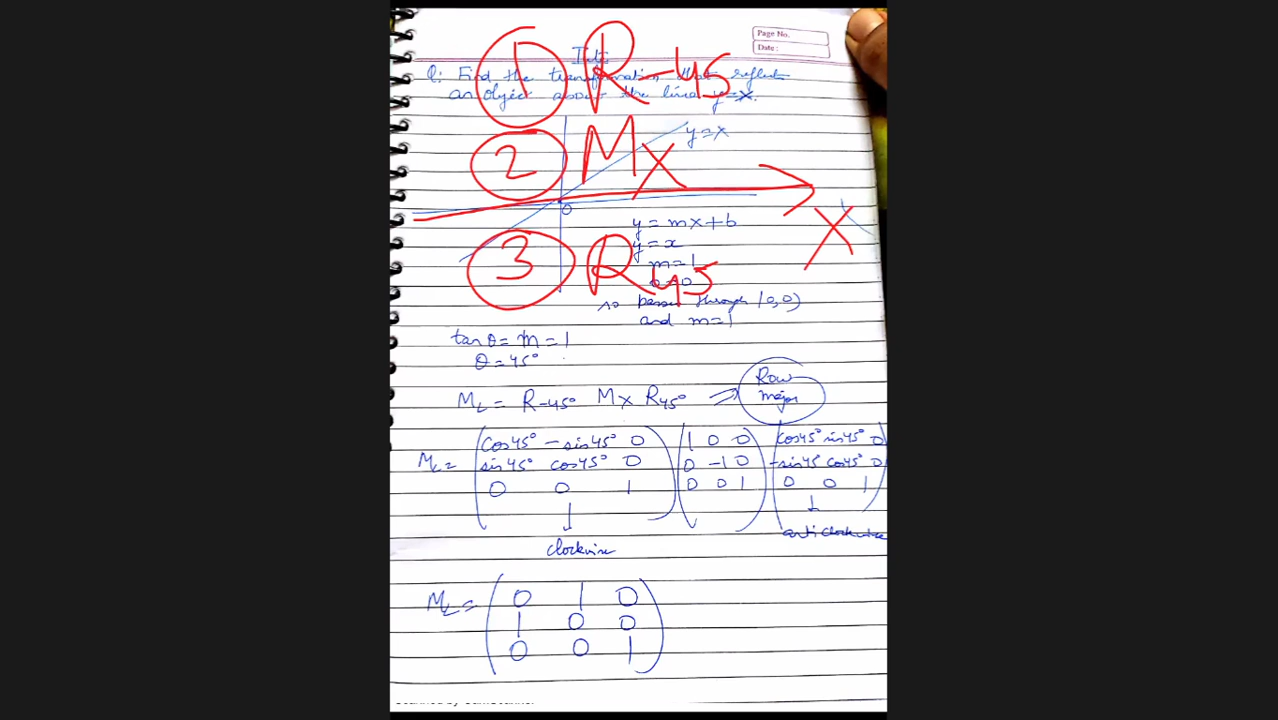 Page No.
Date :
Q: Find the transformation that reflect
an object about the line y=x.
① R-45
y=x
② Mx
0
X
y = mx+b
y = x
m=1
③ R45
so passes through (0,0)
and m=1
tan θ = m = 1
θ = 45°
ML = R-45° Mx R45° ⇒ Row major
ML = (cos45° -sin45° 0) (1 0 0) (cos45° sin45° 0)
sin45° cos45° 0 0 -1 0 -sin45° cos45° 0
0 0 1 0 0 1 0 0 1
clockwise anticlockwise
ML = (0 1 0)
1 0 0
0 0 1